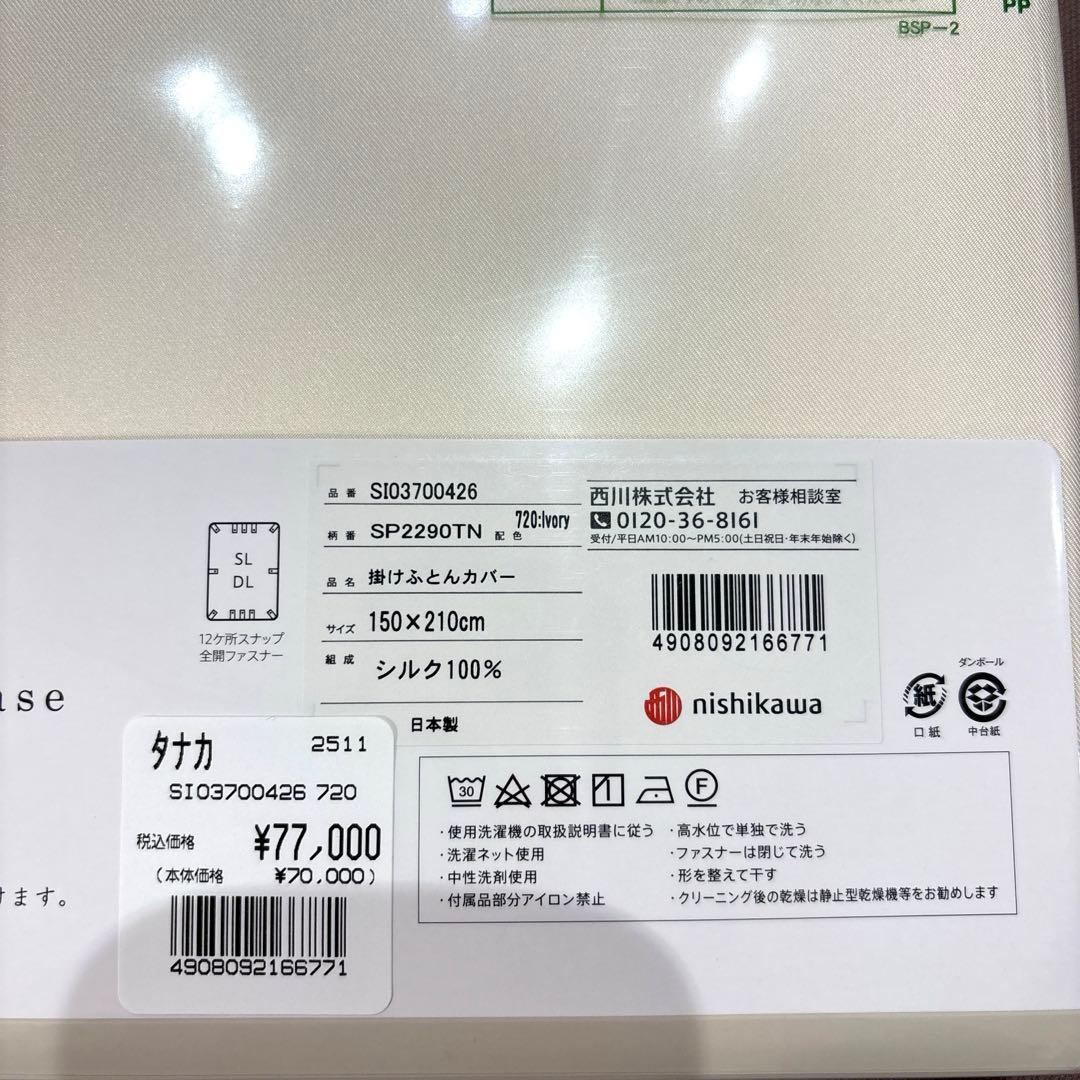 PP
BSP-2
品番 SI03700426
柄番 SP2290TN 配色 720:Ivory
品名 掛けふとんカバー
サイズ 150×210cm
組成 シルク100%
日本製
西川株式会社 お客様相談室
0120-36-8161
受付/平日AM10:00〜PM5:00(土日祝日・年末年始除く)
4908092166771
nishikawa
SL
DL
12ケ所スナップ
全開ファスナー
ase
紙
口紙
ダンボール
中台紙
タナカ 2511
SI03700426 720
税込価格 ¥77,000
(本体価格 ¥70,000)
4908092166771
けます。
30
F
・使用洗濯機の取扱説明書に従う
・洗濯ネット使用
・中性洗剤使用
・付属品部分アイロン禁止
・高水位で単独で洗う
・ファスナーは閉じて洗う
・形を整えて干す
・クリーニング後の乾燥は静止型乾燥機等をお勧めします